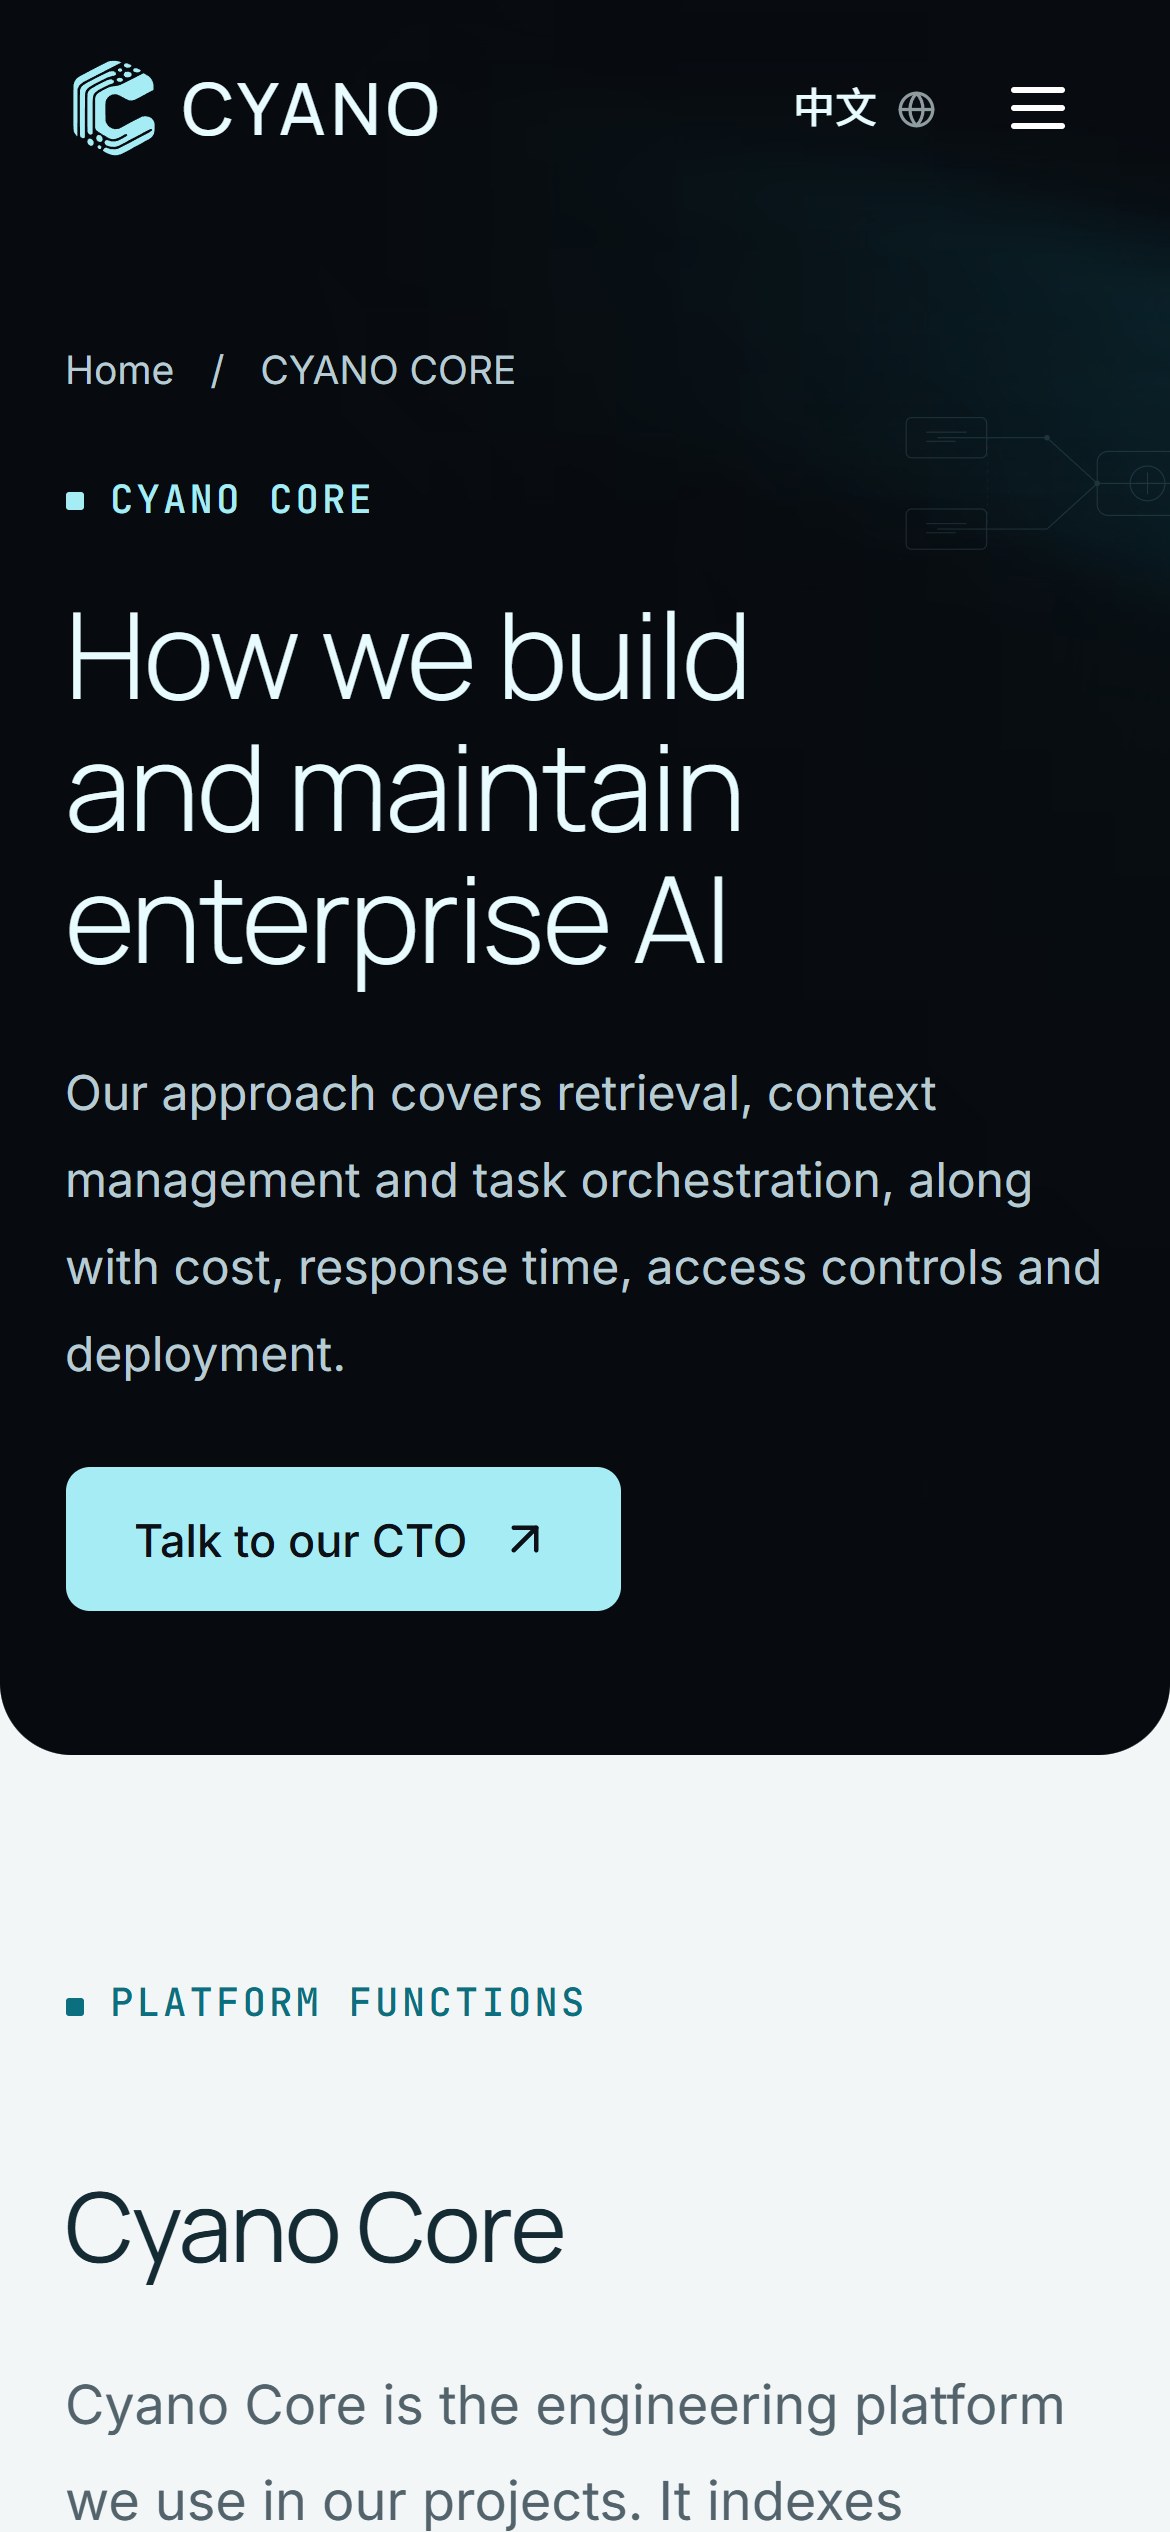 CYANO
中文
Home / CYANO CORE
CYANO CORE
How we build
and maintain
enterprise AI
Our approach covers retrieval, context
management and task orchestration, along
with cost, response time, access controls and
deployment.
Talk to our CTO
PLATFORM FUNCTIONS
Cyano Core
Cyano Core is the engineering platform
we use in our projects. It indexes